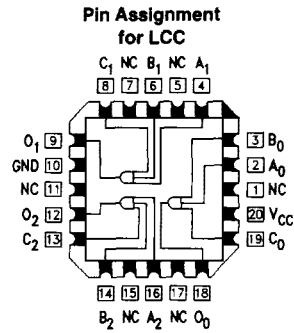 Pin Assignment
for LCC
C1 NC B1 NC A1
8 7 6 5 4
O1 9
GND 10
NC 11
O2 12
C2 13
3 B0
2 A0
1 NC
20 VCC
19 C0
14 15 16 17 18
B2 NC A2 NC O0